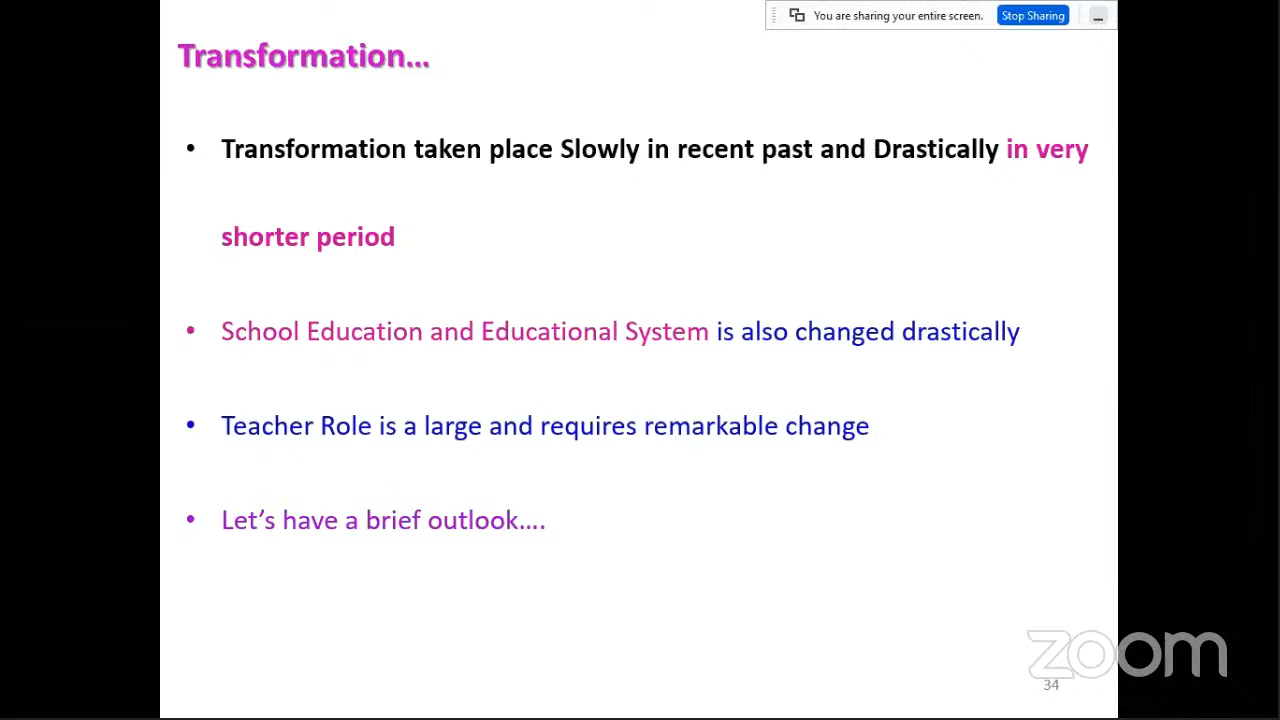 You are sharing your entire screen. Stop Sharing
Transformation...
• Transformation taken place Slowly in recent past and Drastically in very
shorter period
• School Education and Educational System is also changed drastically
• Teacher Role is a large and requires remarkable change
• Let's have a brief outlook....
zoom
34